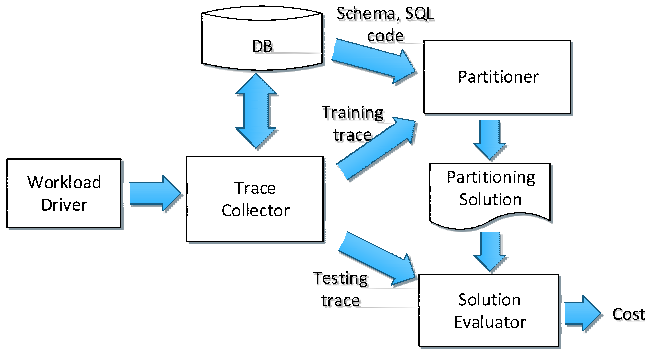 Schema, SQL
code
DB
Partitioner
Training
trace
Workload
Driver
Trace
Collector
Partitioning
Solution
Testing
trace
Solution
Evaluator
Cost